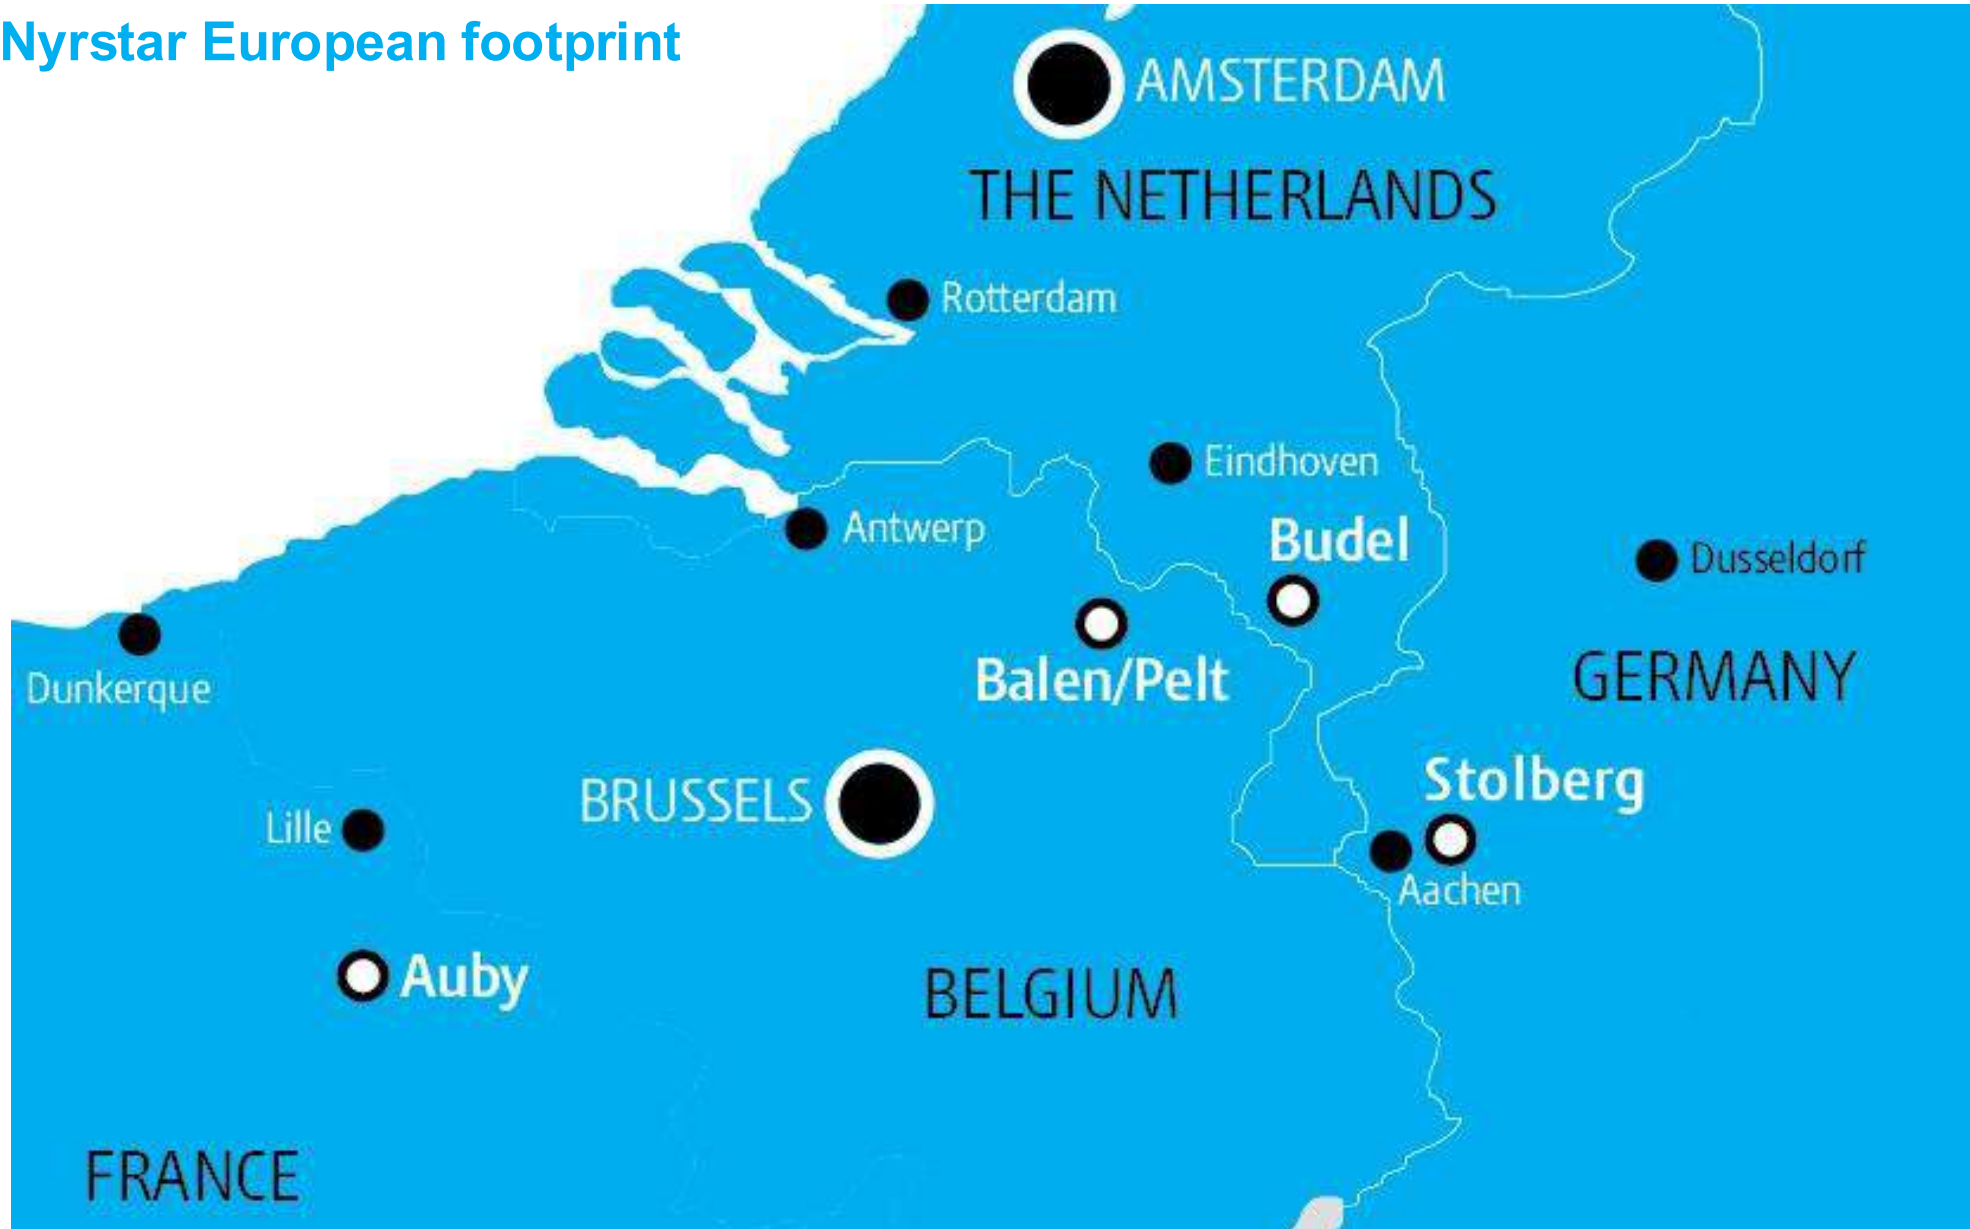 Nyrstar European footprint
AMSTERDAM
THE NETHERLANDS
Rotterdam
Eindhoven
Antwerp
Budel
Dusseldorf
Dunkerque
Balen/Pelt
GERMANY
Stolberg
BRUSSELS
Lille
Aachen
Auby
BELGIUM
FRANCE